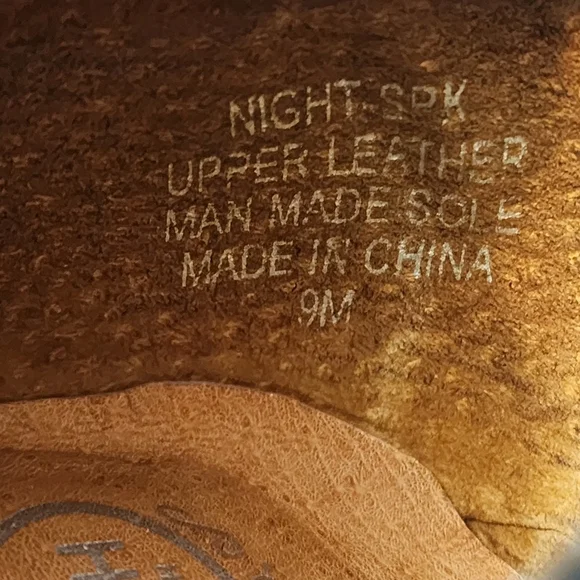 NIGHT-SPK
UPPER LEATHER
MAN MADE SOLE
MADE IN CHINA
9M